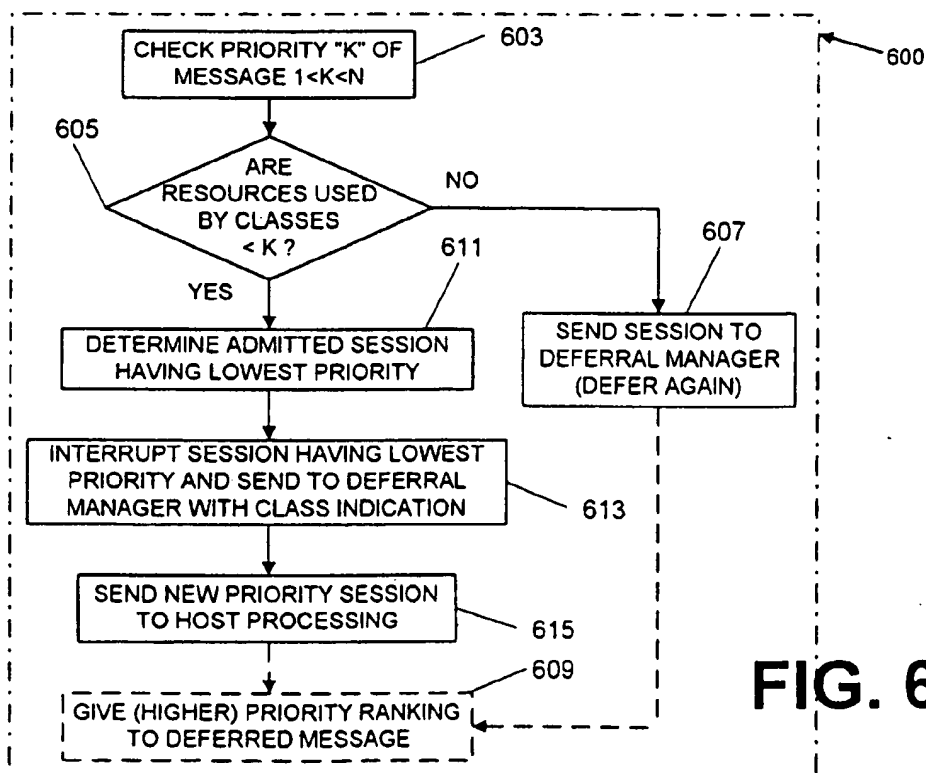 CHECK PRIORITY "K" OF
MESSAGE 1<K<N
603
600
605
ARE
RESOURCES USED
BY CLASSES
< K ?
NO
YES
611
607
DETERMINE ADMITTED SESSION
HAVING LOWEST PRIORITY
SEND SESSION TO
DEFERRAL MANAGER
(DEFER AGAIN)
INTERRUPT SESSION HAVING LOWEST
PRIORITY AND SEND TO DEFERRAL
MANAGER WITH CLASS INDICATION
613
SEND NEW PRIORITY SESSION
TO HOST PROCESSING
615
609
GIVE (HIGHER) PRIORITY RANKING
TO DEFERRED MESSAGE
FIG. 6